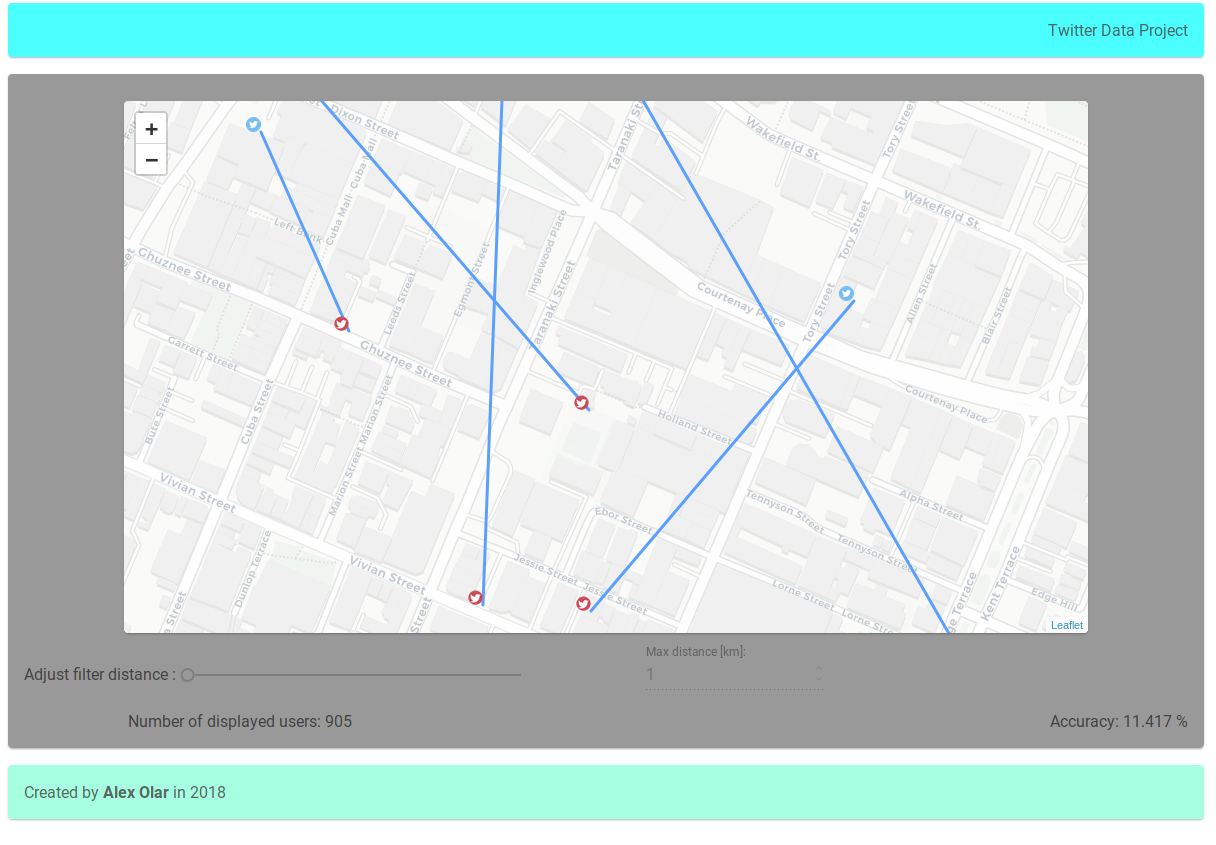 Twitter Data Project
+
−
Dixon Street
Taranaki St
Wakefield St.
Tory Street
Cuba Mall
Cuba Mall
Left Bank
Wakefield St.
Tory Street
Inglewood Place
Egmont Street
Chuznee Street
Leeds Street
Taranaki Street
Courtenay Place
Tory Street
Allen Street
Blair Street
Garrett Street
Chuznee Street
Bute Street
Cuba Street
Marion Street
Marion Street
Holland Street
Courtenay Place
Vivian Street
Ebor Street
Tennyson Street
Alpha Street
Tennyson Street
Dunlop Terrace
Vivian Street
Jessie Street
Jessie Street
Lorne Street
Lorne Street
Kent Terrace
Edge Hill
Leaflet
Max distance [km]:
Adjust filter distance :
1
Number of displayed users: 905
Accuracy: 11.417 %
Created by Alex Olar in 2018